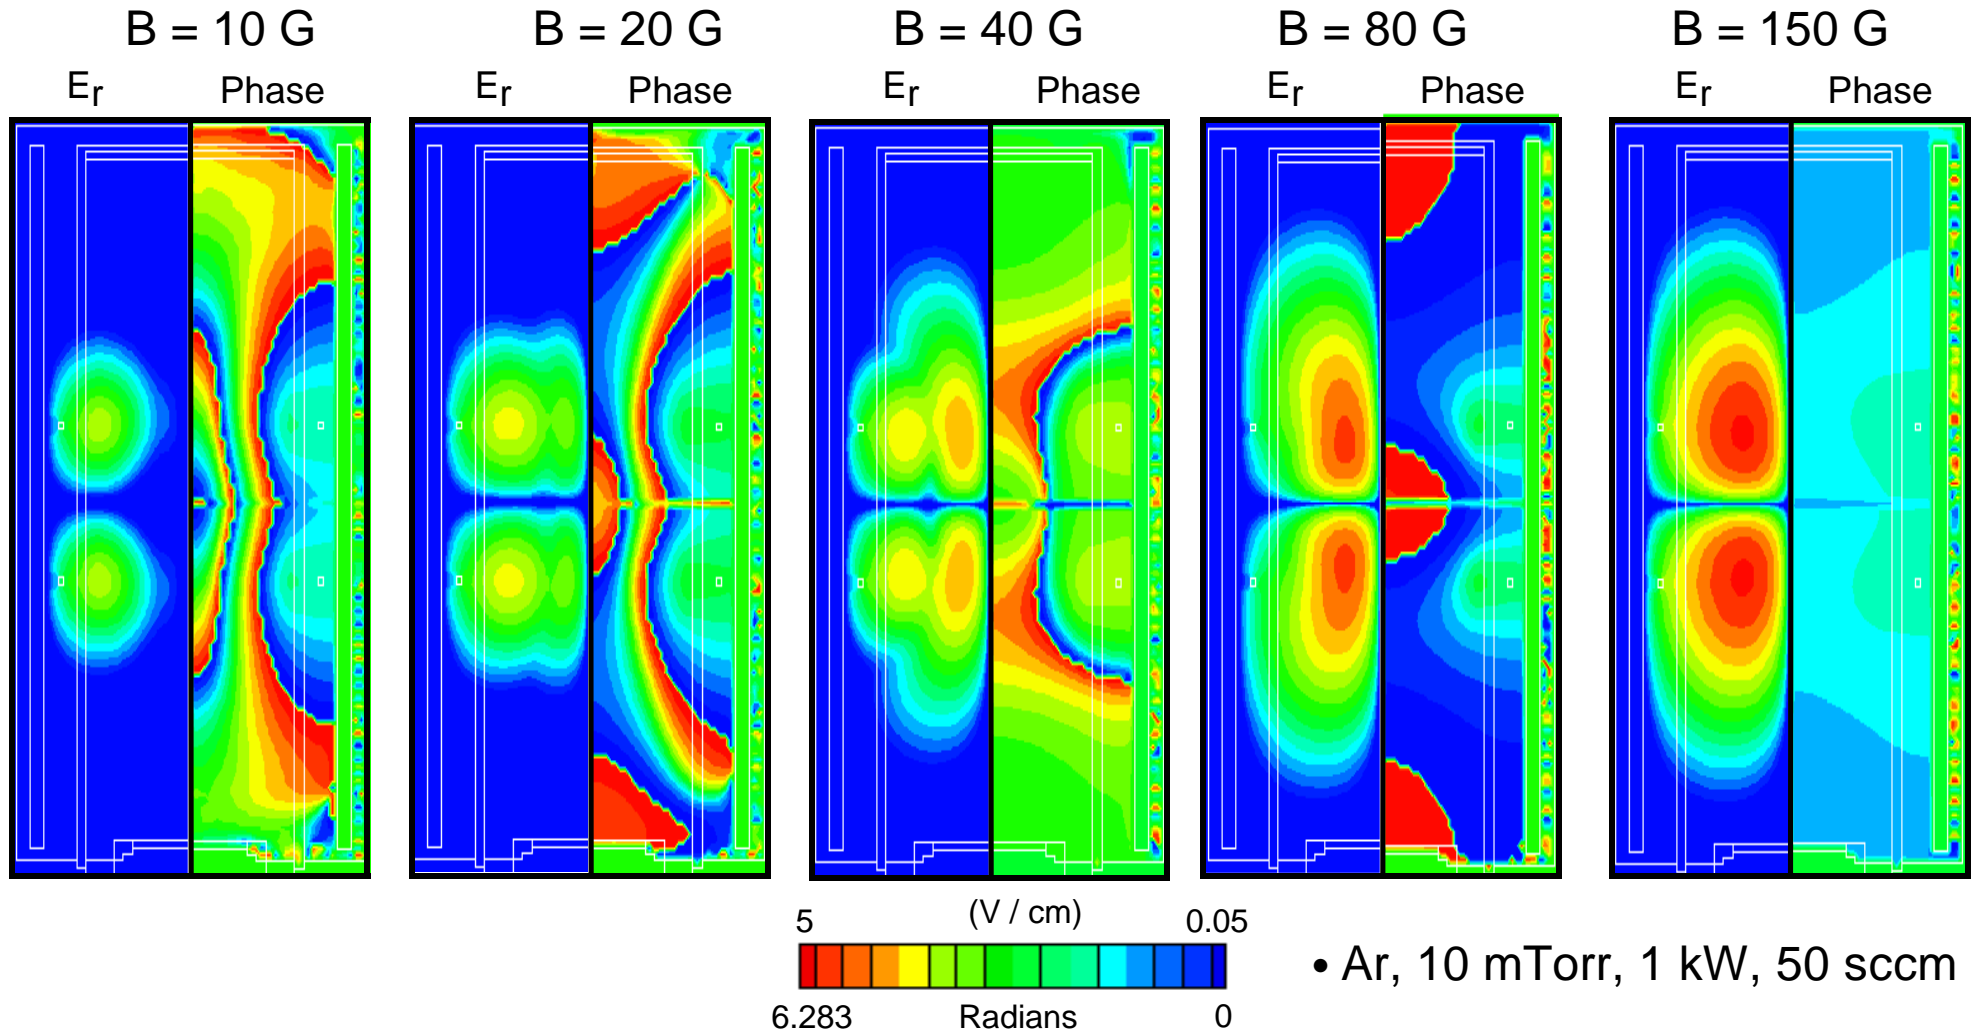 B = 10 G B = 20 G B = 40 G B = 80 G B = 150 G
Er Phase Er Phase Er Phase Er Phase Er Phase
5 (V / cm) 0.05
6.283 Radians 0
• Ar, 10 mTorr, 1 kW, 50 sccm